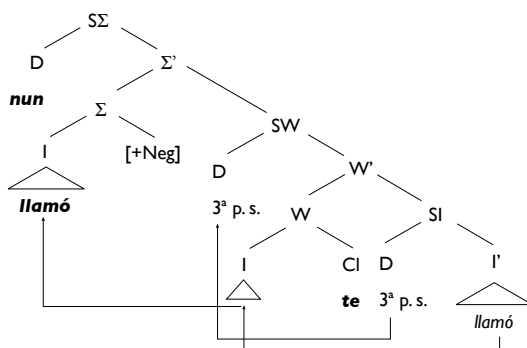 SΣ
D Σ'
nun
Σ SW
I [+Neg] D W'
llamó 3ª p. s. W SI
I Cl D I'
te 3ª p. s. llamó